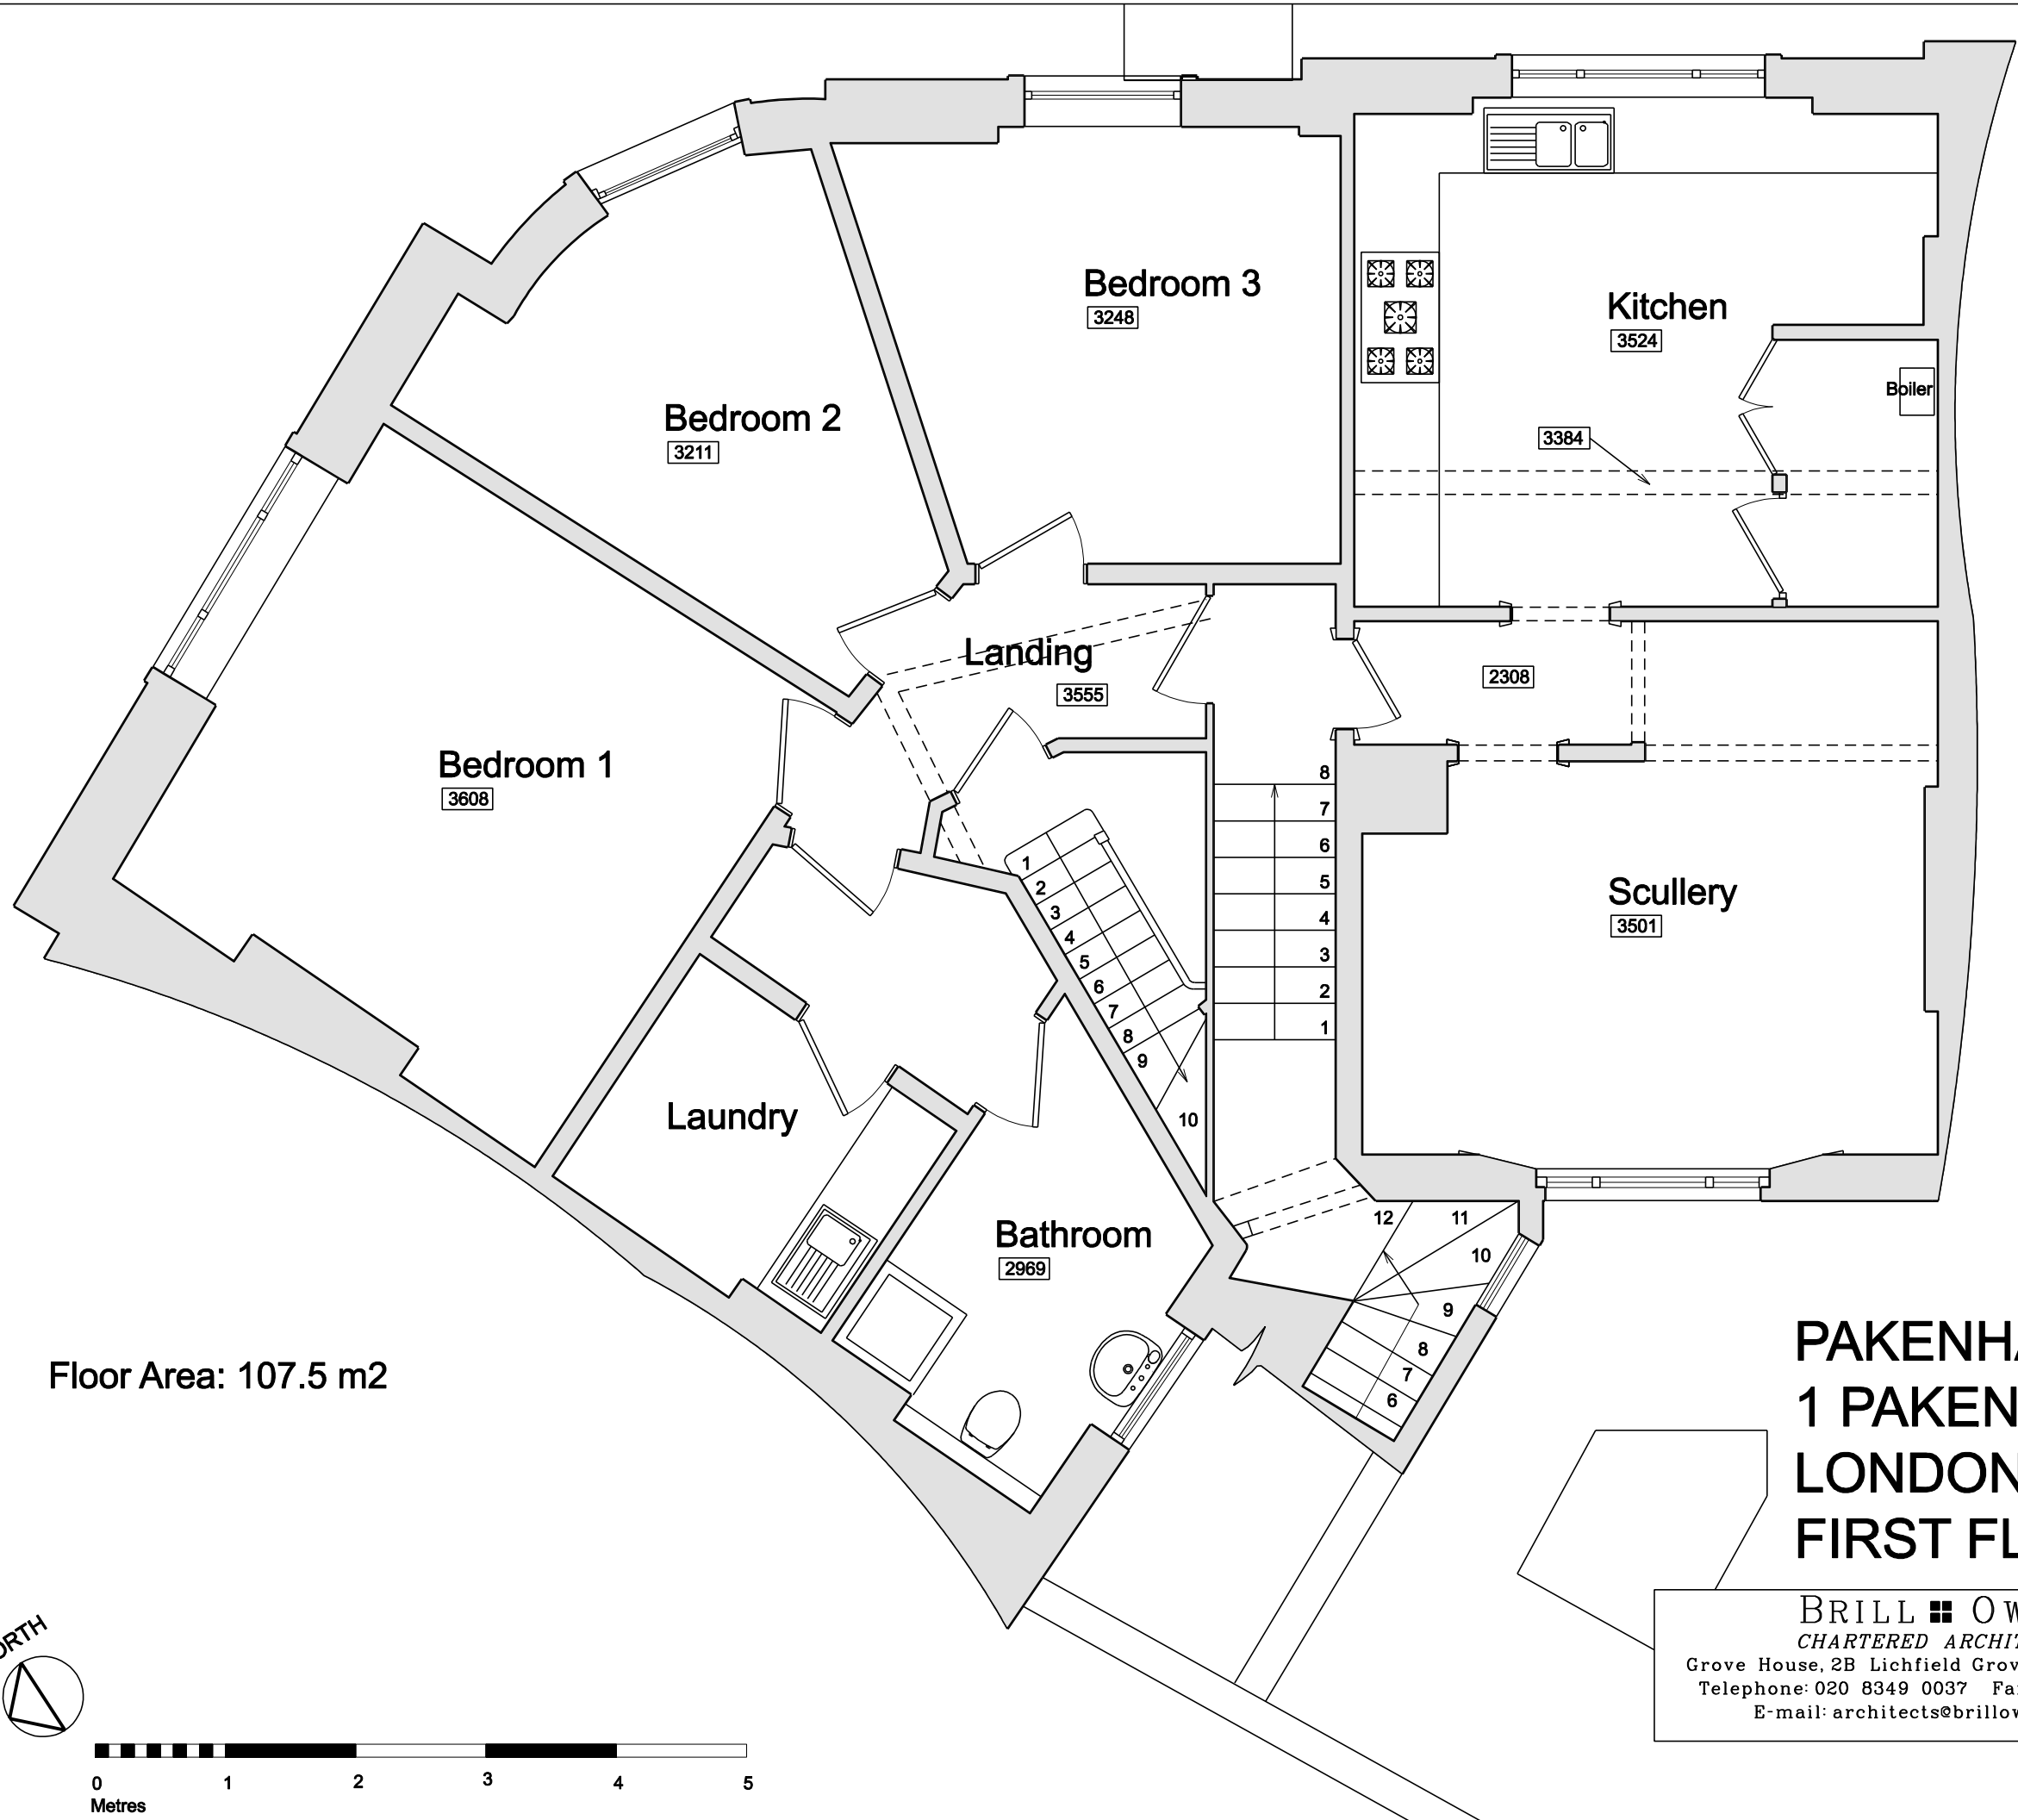 Bedroom 3
3248
Kitchen
3524
Boiler
Bedroom 2
3211
3384
Landing
3555
2308
Bedroom 1
3608
8
7
6
5
4
3
2
1
Scullery
3501
1
2
3
4
5
6
7
8
9
10
Laundry
Bathroom
2969
12
11
10
9
8
7
6
Floor Area: 107.5 m2
PAKENHA
1 PAKEN
LONDON
FIRST FL
BRILL OW
CHARTERED ARCHIT
Grove House, 2B Lichfield Grov
Telephone: 020 8349 0037 Fa
E-mail: architects@brillow
ORTH
0 1 2 3 4 5
Metres